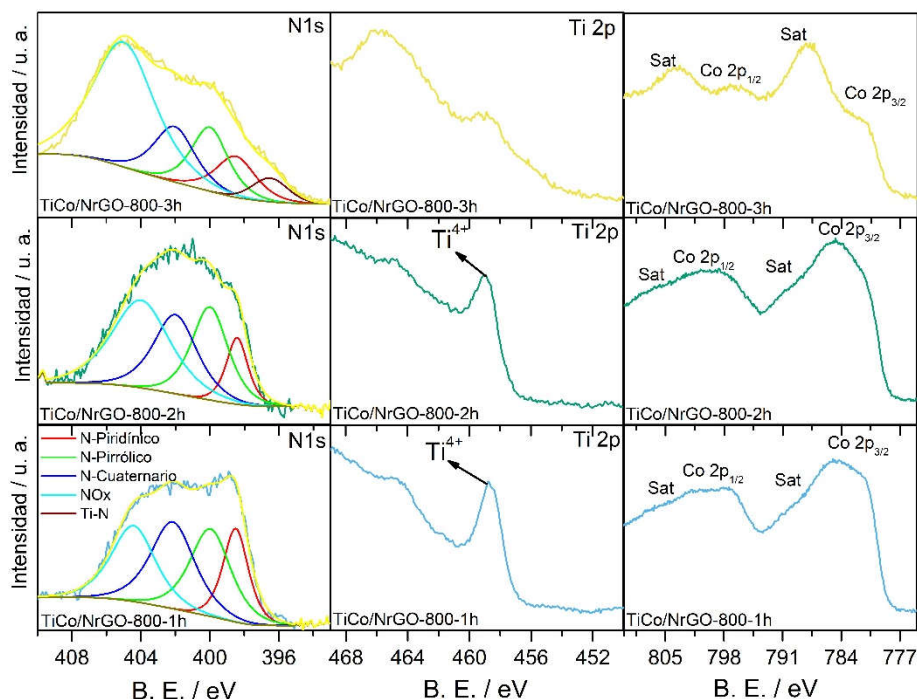 Intensidad / u. a.
N1s
TiCo/NrGO-800-3h
Ti 2p
TiCo/NrGO-800-3h
Sat
Co 2p1/2
Sat
Co 2p3/2
TiCo/NrGO-800-3h
Intensidad / u. a.
N1s
TiCo/NrGO-800-2h
Ti4+
Ti 2p
TiCo/NrGO-800-2h
Sat
Co 2p1/2
Sat
Co 2p3/2
TiCo/NrGO-800-2h
Intensidad / u. a.
N1s
N-Piridínico
N-Pirrólico
N-Cuaternario
NOx
Ti-N
TiCo/NrGO-800-1h
Ti4+
Ti 2p
TiCo/NrGO-800-1h
Sat
Co 2p1/2
Sat
Co 2p3/2
TiCo/NrGO-800-1h
408 404 400 396
468 464 460 456 452
805 798 791 784 777
B. E. / eV
B. E. / eV
B. E. / eV